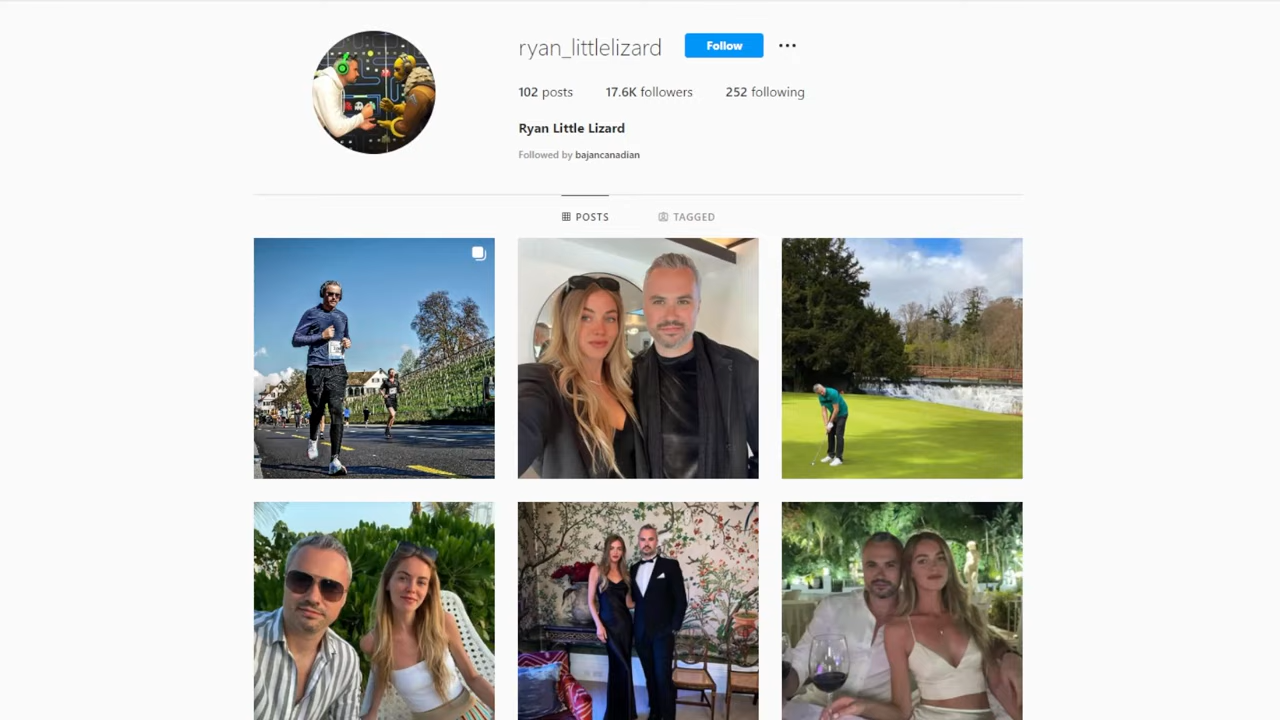 ryan_littlelizard
Follow
102 posts 17.6K followers 252 following
Ryan Little Lizard
Followed by bajancanadian
POSTS TAGGED